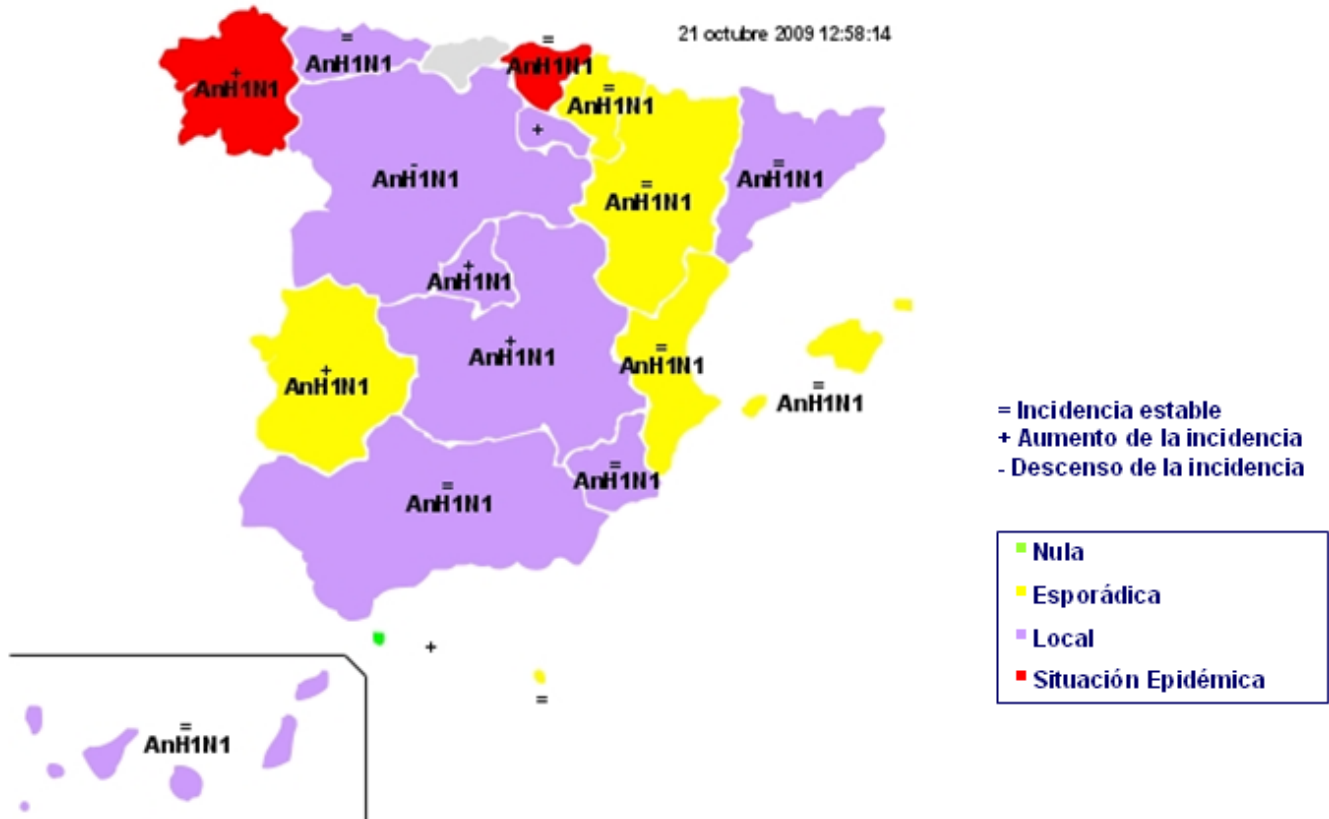 21 octubre 2009 12:58:14
=
AnH1N1
=
AnH1N1
+
AnH1N1
=
AnH1N1
+
-
AnH1N1
=
AnH1N1
=
AnH1N1
+
AnH1N1
+
AnH1N1
=
AnH1N1
+
AnH1N1
=
AnH1N1
=
AnH1N1
=
AnH1N1
+
=
=
AnH1N1
= Incidencia estable
+ Aumento de la incidencia
- Descenso de la incidencia
Nula
Esporádica
Local
Situación Epidémica